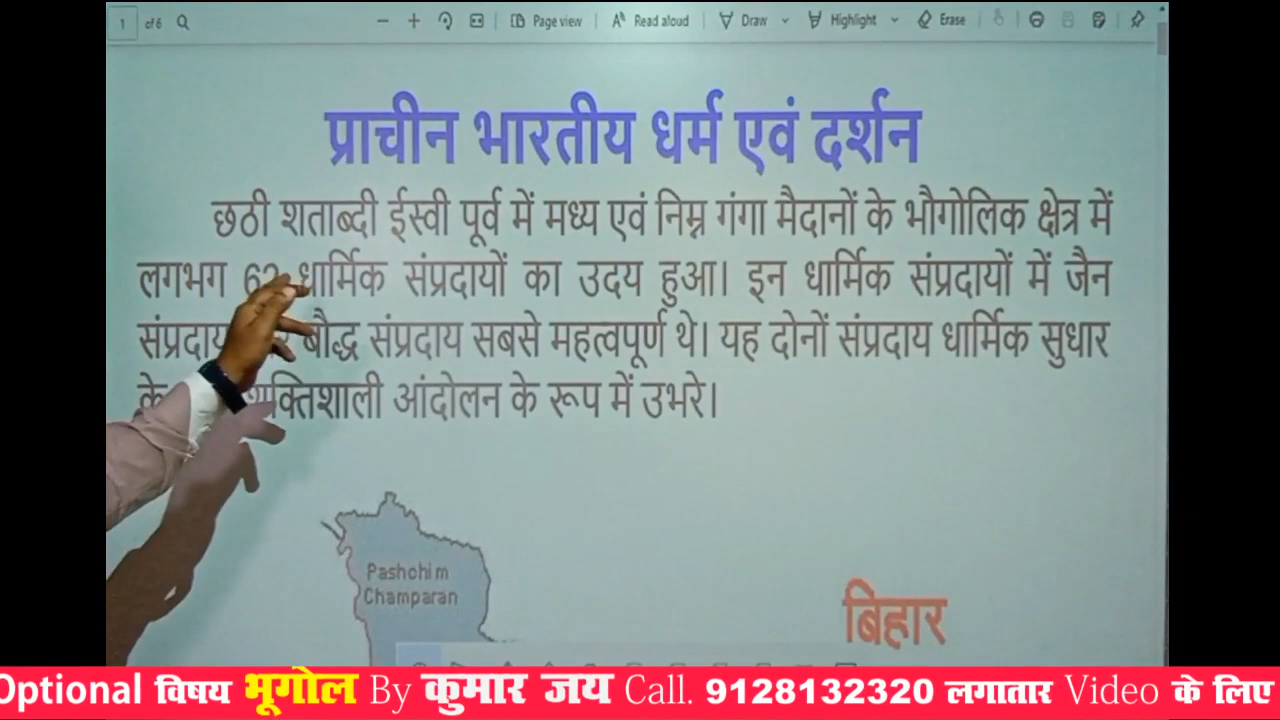 1 of 6 Page view Read aloud Draw Highlight Erase
प्राचीन भारतीय धर्म एवं दर्शन
छठी शताब्दी ईस्वी पूर्व में मध्य एवं निम्न गंगा मैदानों के भौगोलिक क्षेत्र में
लगभग धार्मिक संप्रदायों का उदय हुआ। इन धार्मिक संप्रदायों में जैन
बौद्ध संप्रदाय सबसे महत्वपूर्ण थे। यह दोनों संप्रदाय धार्मिक सुधार
के शक्तिशाली आंदोलन के रूप में उभरे।
Pashchim
Champaran
बिहार
Optional विषय भूगोल By कुमार जय Call. 9128132320 लगातार Video के लिए